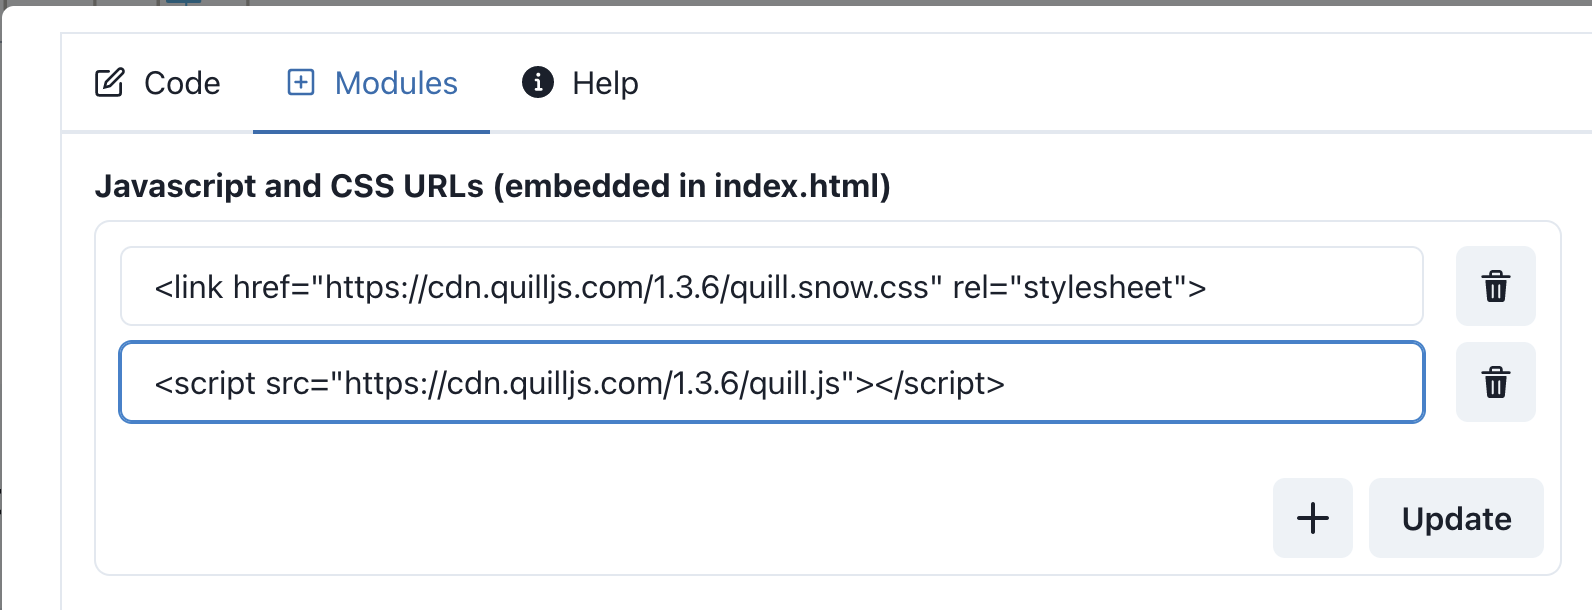 Code Modules Help
Javascript and CSS URLs (embedded in index.html)
<link href="https://cdn.quilljs.com/1.3.6/quill.snow.css" rel="stylesheet">
<script src="https://cdn.quilljs.com/1.3.6/quill.js"></script>
Update